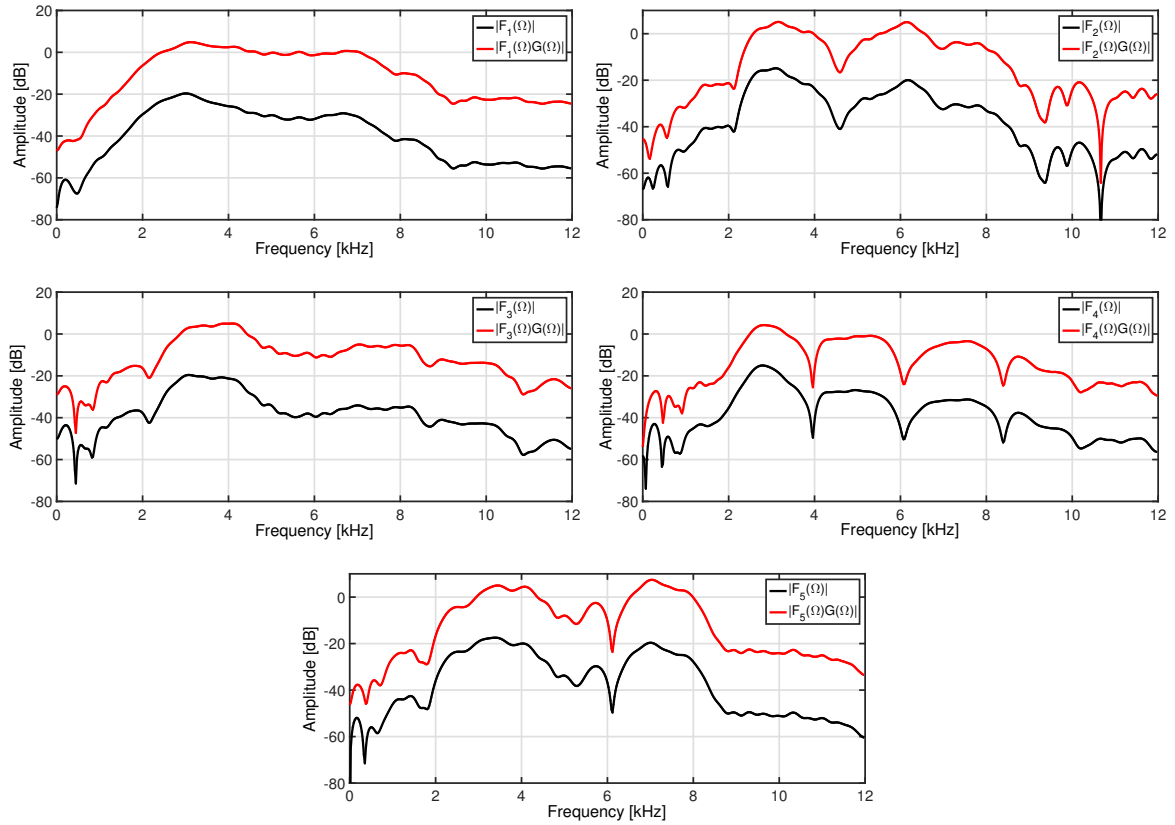 20
0
-20
-40
-60
-80
Amplitude [dB]
0 2 4 6 8 10 12
Frequency [kHz]
|F₁(Ω)|
|F₁(Ω)G(Ω)|
0
-20
-40
-60
-80
Amplitude [dB]
0 2 4 6 8 10 12
Frequency [kHz]
|F₂(Ω)|
|F₂(Ω)G(Ω)|
20
0
-20
-40
-60
-80
Amplitude [dB]
0 2 4 6 8 10 12
Frequency [kHz]
|F₃(Ω)|
|F₃(Ω)G(Ω)|
20
0
-20
-40
-60
-80
Amplitude [dB]
0 2 4 6 8 10 12
Frequency [kHz]
|F₄(Ω)|
|F₄(Ω)G(Ω)|
0
-20
-40
-60
-80
Amplitude [dB]
0 2 4 6 8 10 12
Frequency [kHz]
|F₅(Ω)|
|F₅(Ω)G(Ω)|